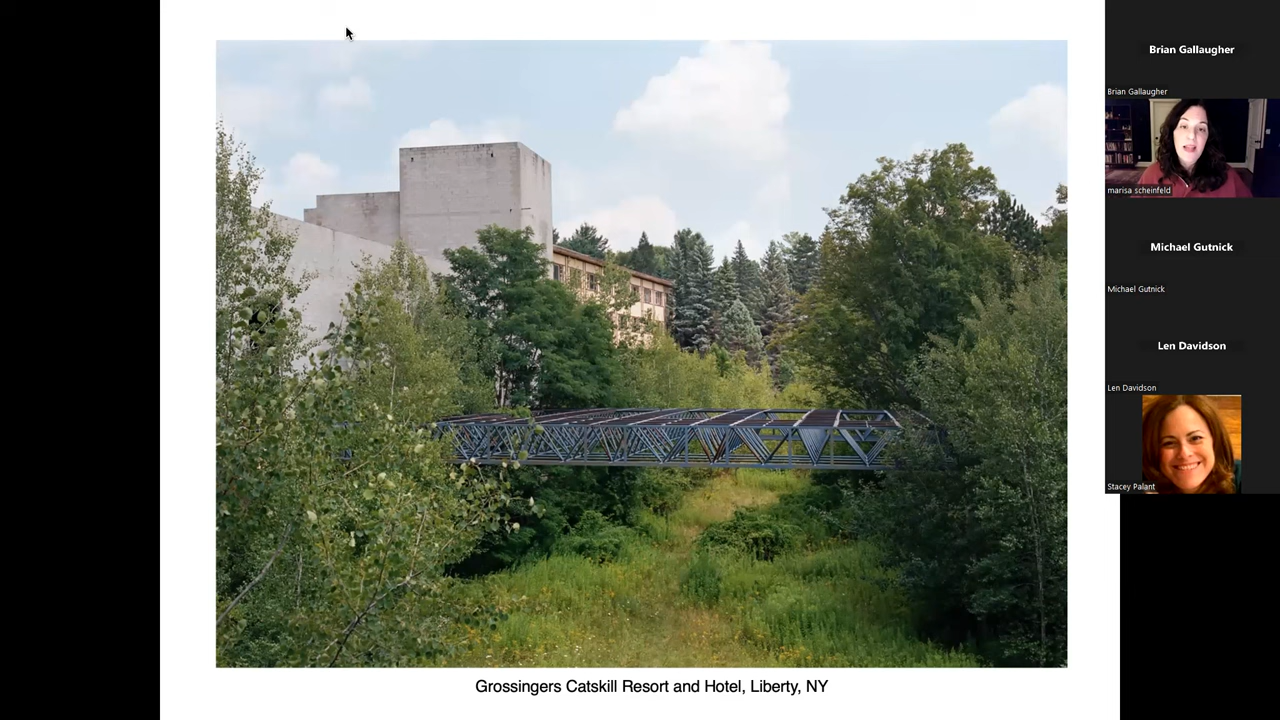 Brian Gallaugher
Brian Gallaugher
marisa scheinfeld
Michael Gutnick
Michael Gutnick
Len Davidson
Len Davidson
Stacey Palant
Grossingers Catskill Resort and Hotel, Liberty, NY